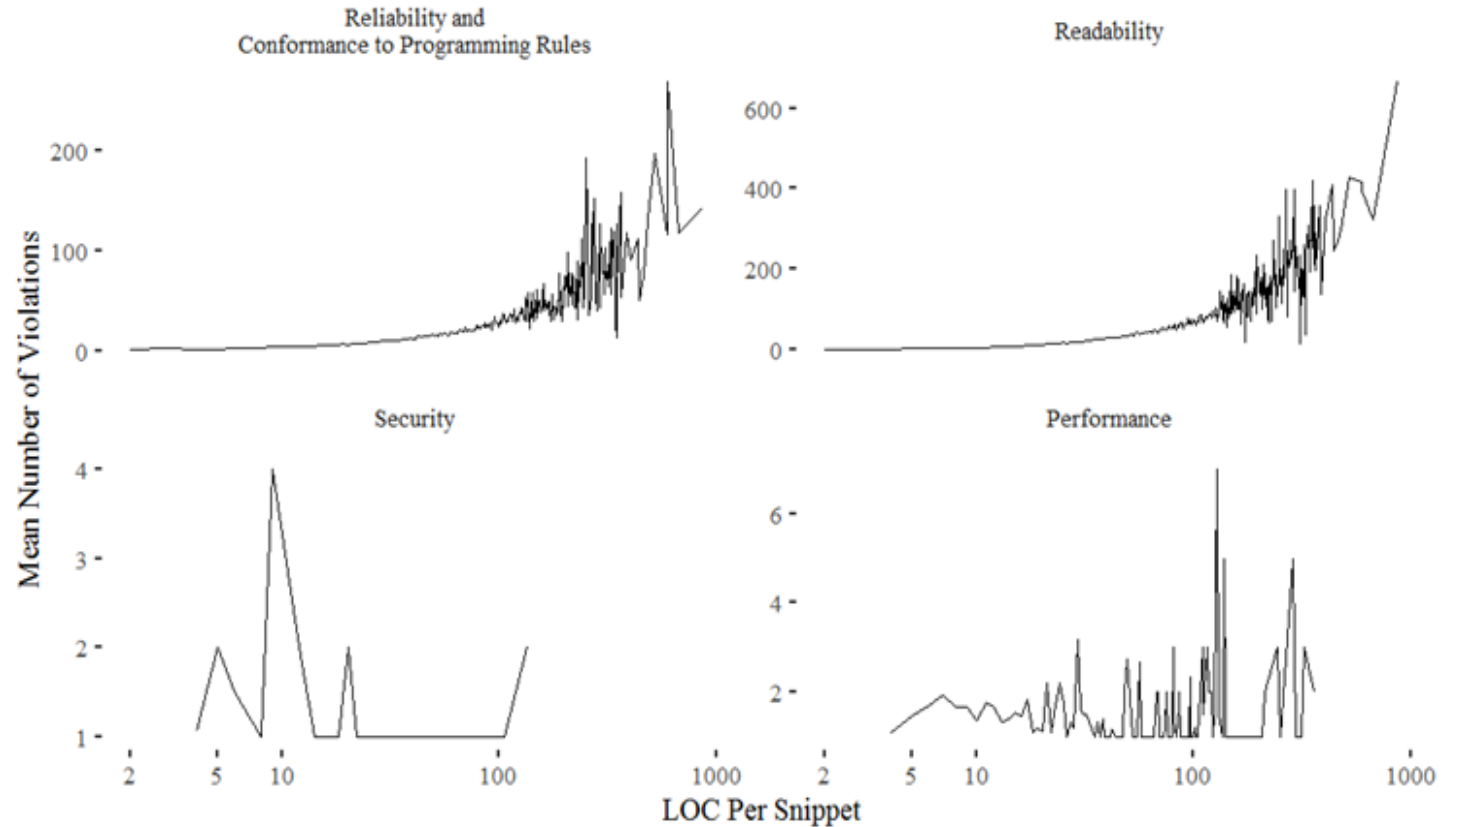 Reliability and
Conformance to Programming Rules
Readability
200
100
0
600
400
200
0
Mean Number of Violations
Security
Performance
4
3
2
1
6
4
2
2 5 10 100 1000
2 5 10 100 1000
LOC Per Snippet